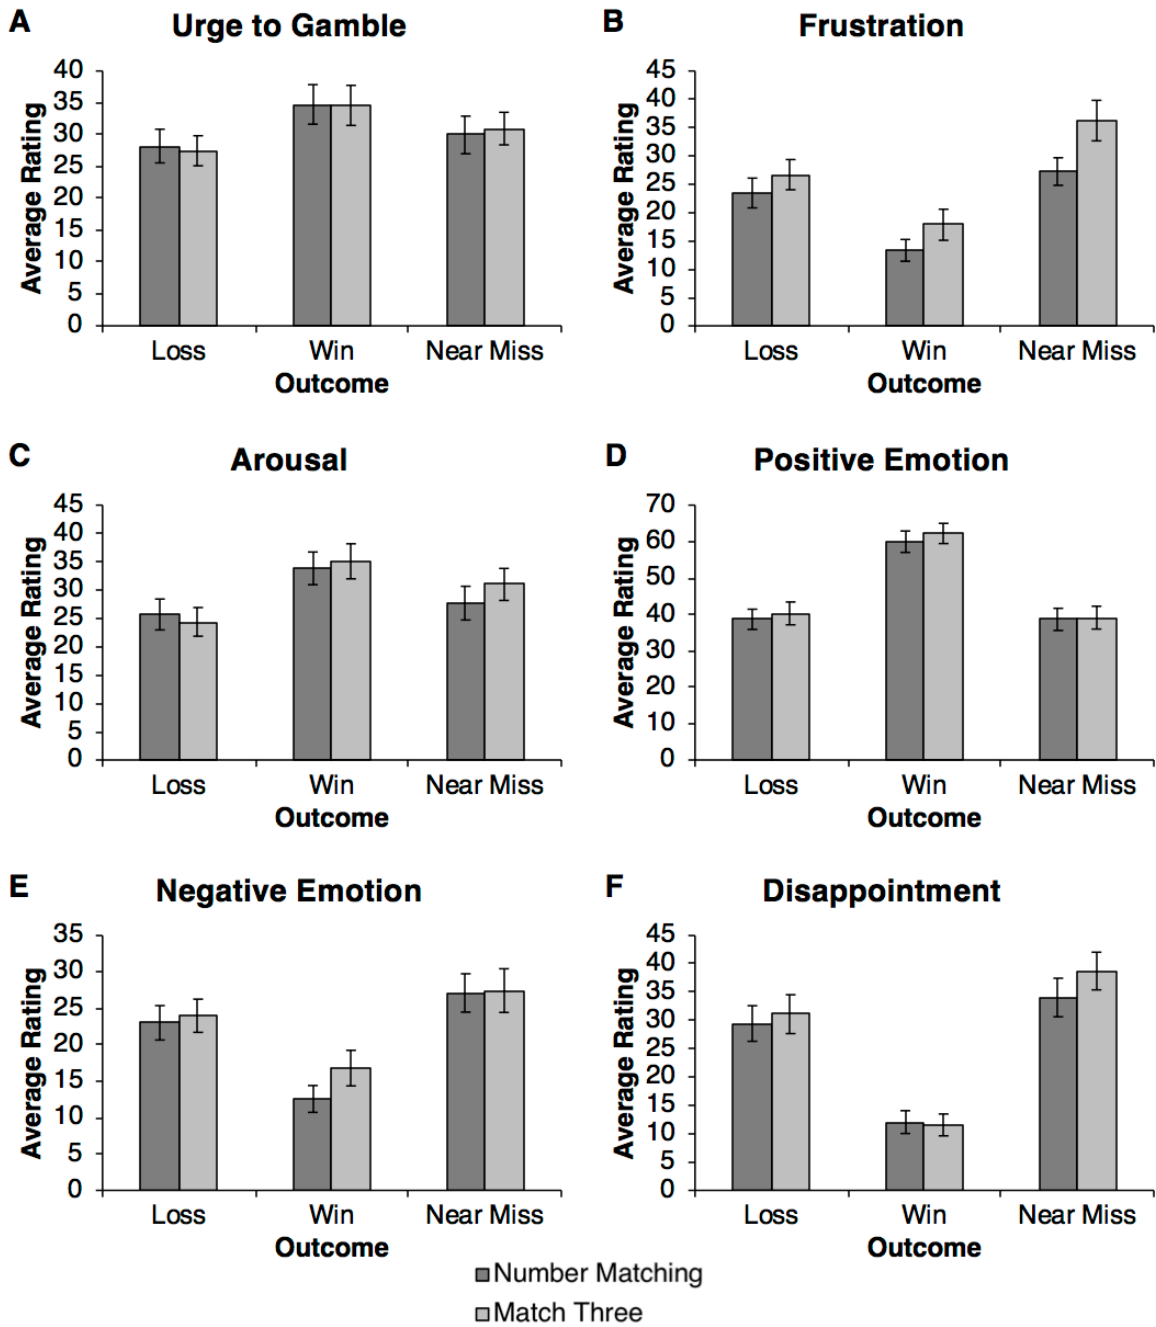 A
Urge to Gamble
40
35
30
25
20
15
10
5
0
Average Rating
Loss Win Near Miss
Outcome
B
Frustration
45
40
35
30
25
20
15
10
5
0
Average Rating
Loss Win Near Miss
Outcome
C
Arousal
45
40
35
30
25
20
15
10
5
0
Average Rating
Loss Win Near Miss
Outcome
D
Positive Emotion
70
60
50
40
30
20
10
0
Average Rating
Loss Win Near Miss
Outcome
E
Negative Emotion
35
30
25
20
15
10
5
0
Average Rating
Loss Win Near Miss
Outcome
F
Disappointment
45
40
35
30
25
20
15
10
5
0
Average Rating
Loss Win Near Miss
Outcome
Number Matching
Match Three